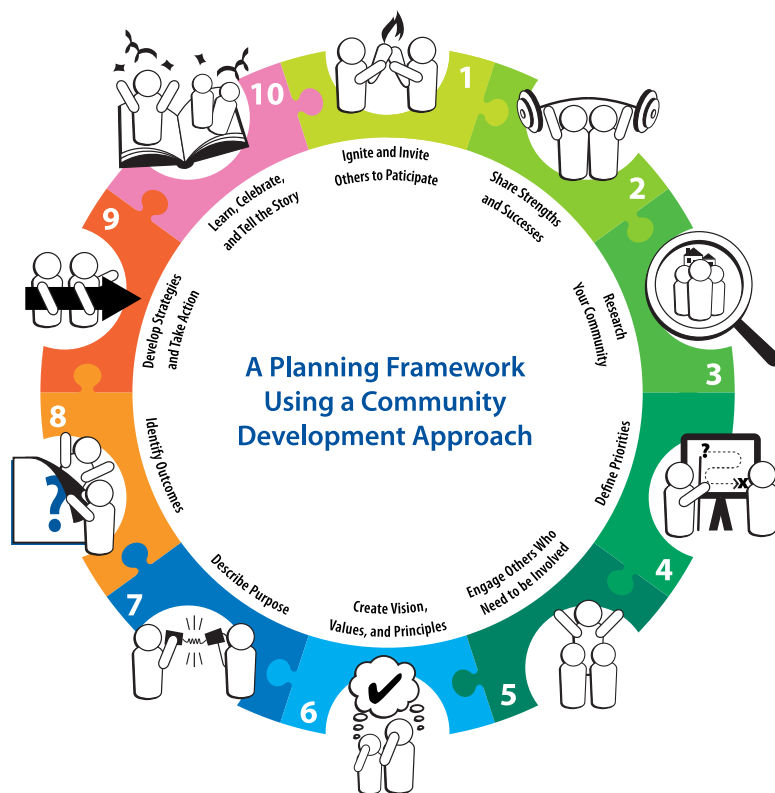 A Planning Framework
Using a Community
Development Approach
1
Ignite and Invite
Others to Paticipate
2
Share Strengths
and Successes
3
Research
Your Community
4
Define Priorities
?
X
5
Engage Others Who
Need to be Involved
6
Create Vision,
Values, and Principles
7
Describe Purpose
8
Identify Outcomes
?
9
Develop Strategies
and Take Action
10
Learn, Celebrate,
and Tell the Story